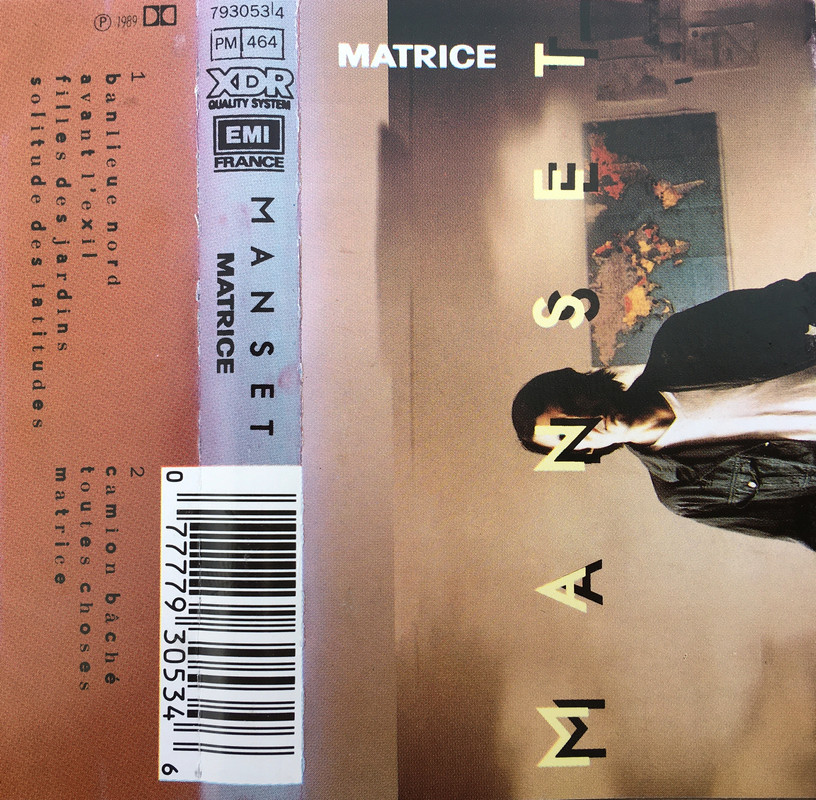 ℗ 1989
1
banlieue nord
avant l'exil
filles des jardins
solitude des latitudes
2
camion bâché
toutes choses
matrice
793053 4
PM 464
XDR
QUALITY SYSTEM
EMI
FRANCE
MANSET
MATRICE
0 77779 30534 6
MATRICE
MANSET